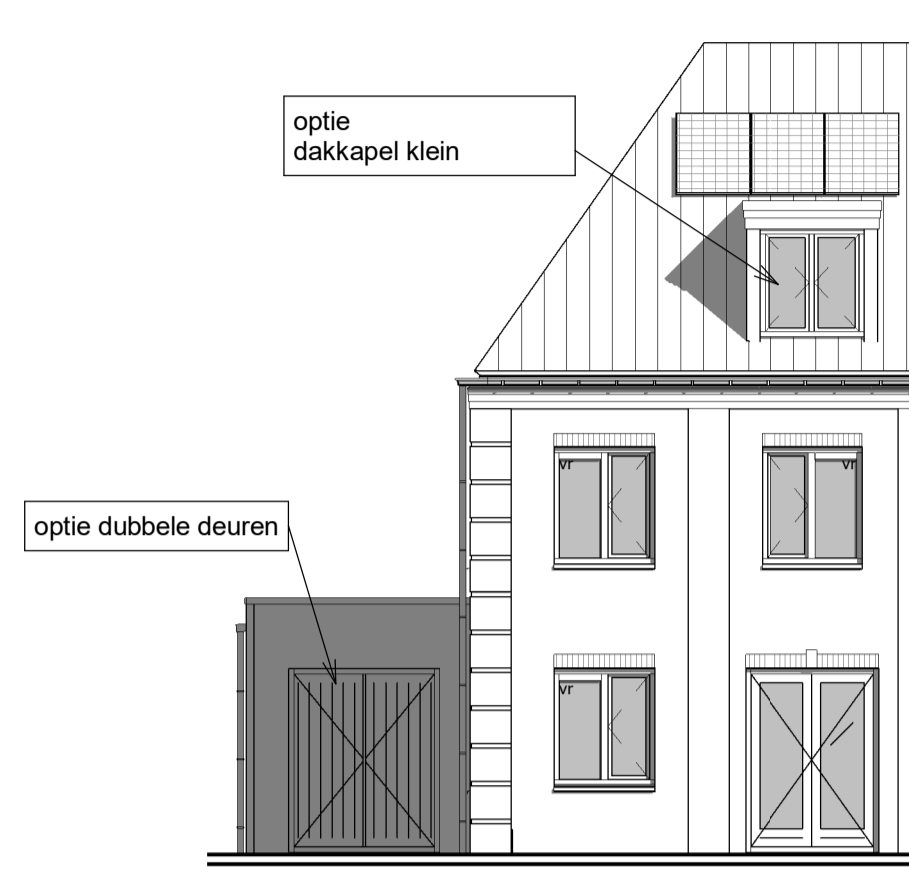 optie
dakkapel klein
vr
vr
optie dubbele deuren
vr